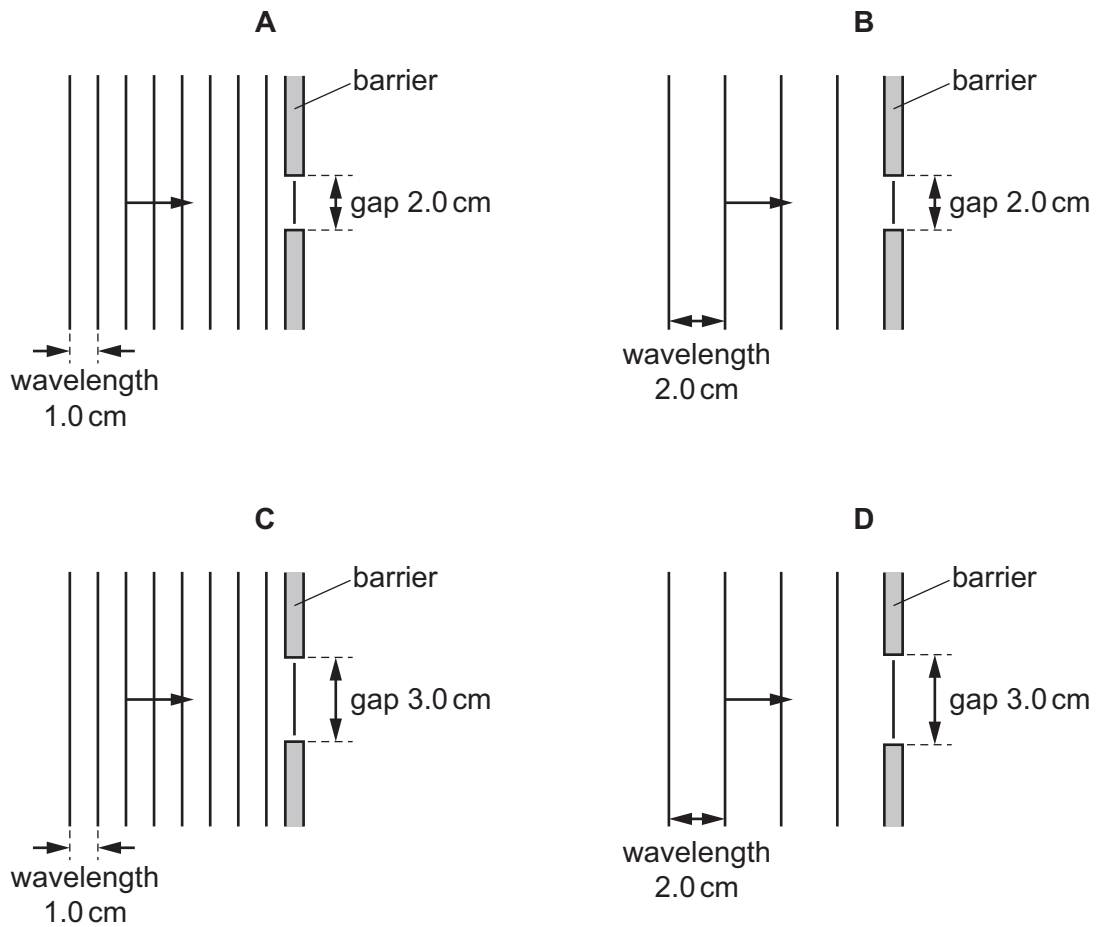 A
barrier
gap 2.0 cm
wavelength
1.0 cm
B
barrier
gap 2.0 cm
wavelength
2.0 cm
C
barrier
gap 3.0 cm
wavelength
1.0 cm
D
barrier
gap 3.0 cm
wavelength
2.0 cm